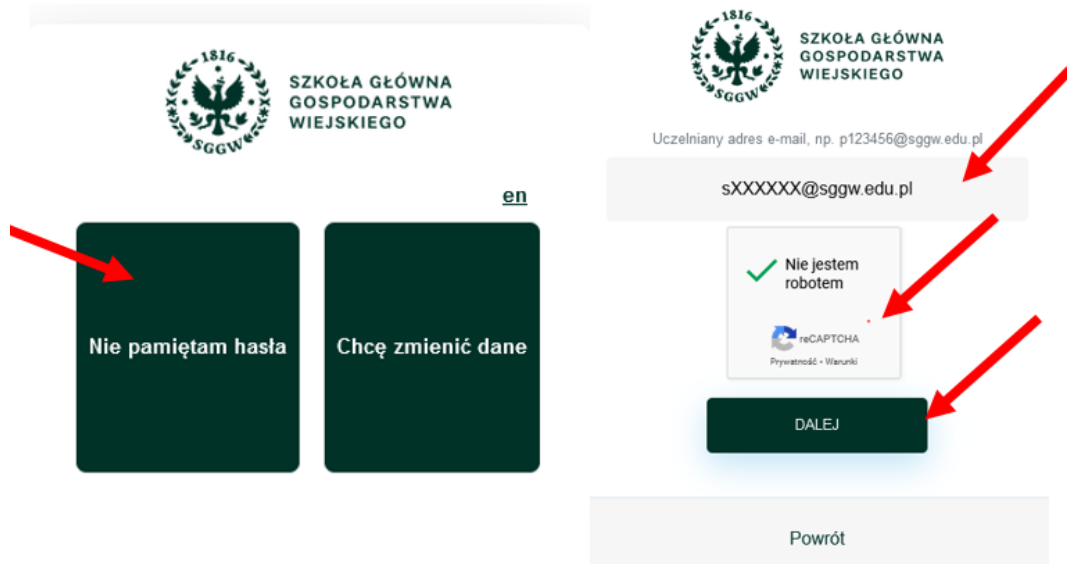 1816
SGGW
SZKOŁA GŁÓWNA
GOSPODARSTWA
WIEJSKIEGO
en
Nie pamiętam hasła
Chcę zmienić dane
1816
SGGW
SZKOŁA GŁÓWNA
GOSPODARSTWA
WIEJSKIEGO
Uczelniany adres e-mail, np. p123456@sggw.edu.pl
sXXXXXX@sggw.edu.pl
Nie jestem
robotem
reCAPTCHA
Prywatność - Warunki
DALEJ
Powrót